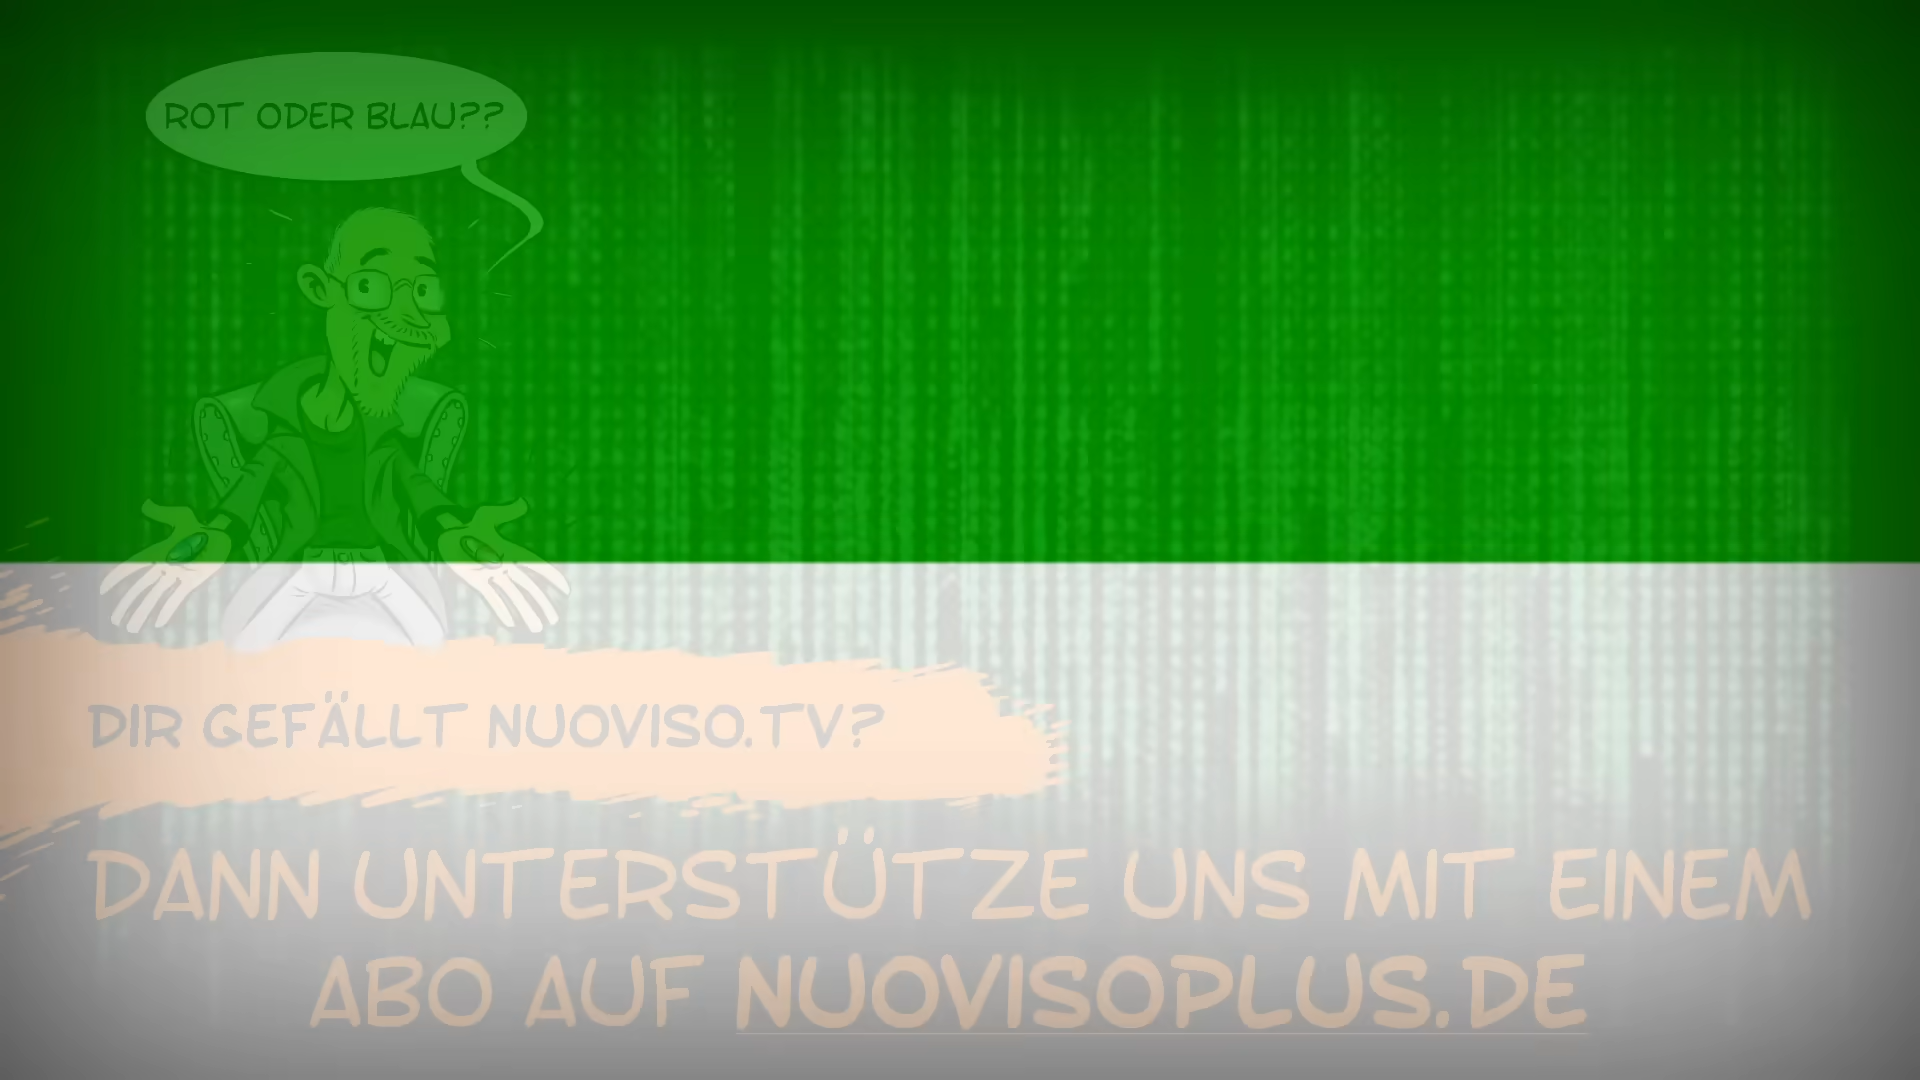 ROT ODER BLAU??
DIR GEFÄLLT NUOVISO.TV?
DANN UNTERSTÜTZE UNS MIT EINEM
ABO AUF NUOVISOPLUS.DE